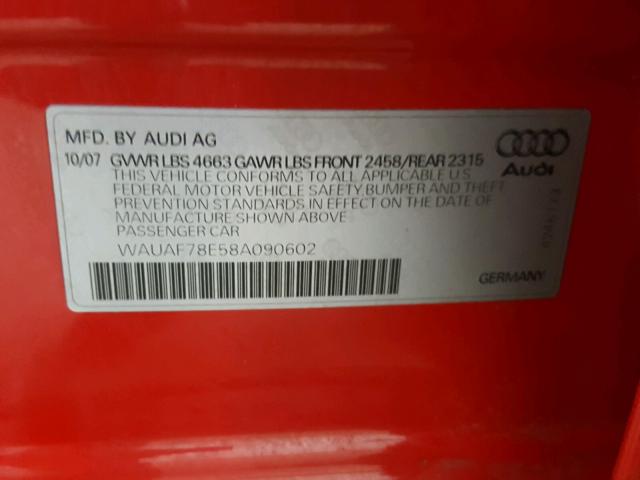 MFD. BY AUDI AG
10/07 GVWR LBS 4663 GAWR LBS FRONT 2458/REAR 2315
THIS VEHICLE CONFORMS TO ALL APPLICABLE U.S
FEDERAL MOTOR VEHICLE SAFETY BUMPER AND THEFT
PREVENTION STANDARDS IN EFFECT ON THE DATE OF
MANUFACTURE SHOWN ABOVE
PASSENGER CAR
WAUAF78E58A090602
Audi
GERMANY